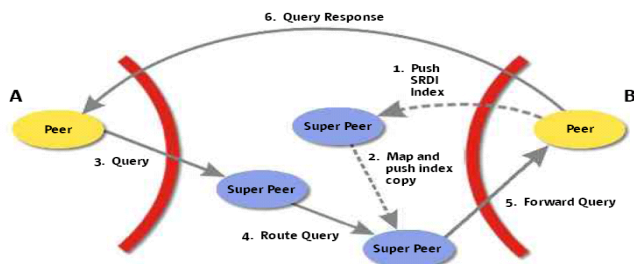 6. Query Response
1. Push
SRDI
Index
A
B
Peer
Super Peer
Peer
3. Query
2. Map and
push index
copy
Super Peer
5. Forward Query
4. Route Query
Super Peer